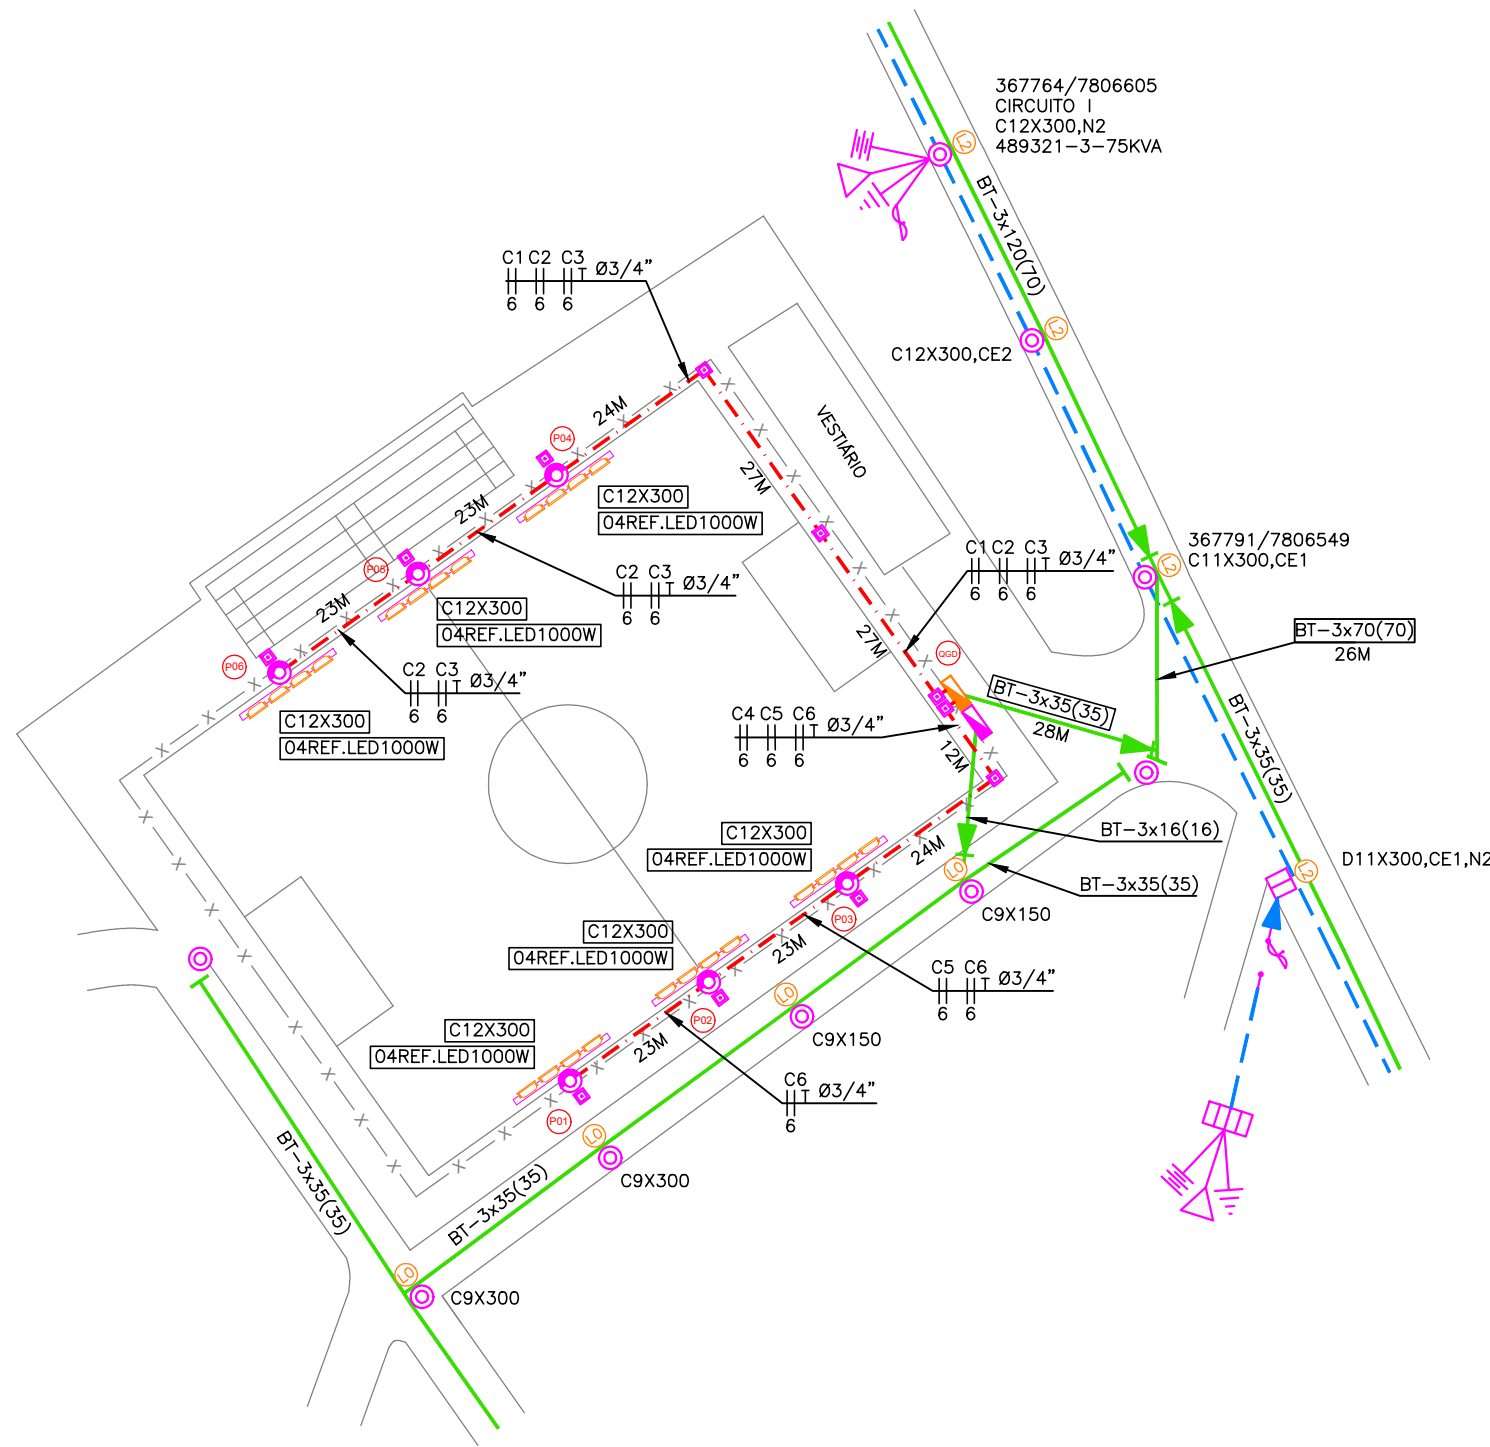 367764/7806605
CIRCUITO I
C12X300,N2
489321-3-75KVA
L2
BT-3x120(70)
L2
C12X300,CE2
C1 C2 C3
Ø3/4"
6 6 6
24M
P04
VESTIÁRIO
27M
C12X300
04REF.LED1000W
23M
P05
C2 C3
Ø3/4"
6 6
C12X300
04REF.LED1000W
23M
P06
C2 C3
Ø3/4"
6 6
C12X300
04REF.LED1000W
C1 C2 C3
Ø3/4"
6 6 6
27M
QGD
367791/7806549
C11X300,CE1
L2
BT-3x70(70)
26M
BT-3x35(35)
28M
BT-3x35(35)
C4 C5 C6
Ø3/4"
6 6 6
12M
BT-3x16(16)
BT-3x35(35)
D11X300,CE1,N2
L2
C12X300
04REF.LED1000W
24M
L0
C9X150
P03
C12X300
04REF.LED1000W
23M
C5 C6
Ø3/4"
6 6
L0
C9X150
P02
C12X300
04REF.LED1000W
23M
C6
Ø3/4"
6
P01
L0
C9X300
BT-3x35(35)
BT-3x35(35)
L0
C9X300